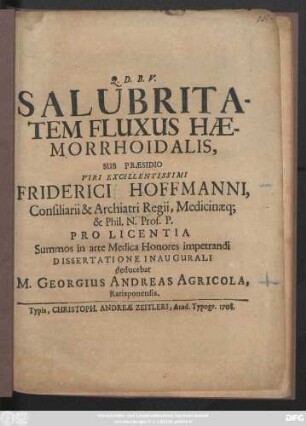 Q. D. B. V.
SALUBRITA-
TEM FLUXUS HÆ-
MORRHOIDALIS,
SUB PRÆSIDIO
VIRI EXCELLENTISSIMI
FRIDERICI HOFFMANNI,
Consiliarii & Archiatri Regii, Medicinæq;
& Phil. N. Prof. P.
PRO LICENTIA
Summos in arte Medica Honores impetrandi
DISSERTATIONE INAUGURALI
deducebat
M. GEORGIUS ANDREAS AGRICOLA,
Ratisponensis.
Typis, CHRISTOPH. ANDREÆ ZEITLERI, Acad. Typogr. 1708.
DFG